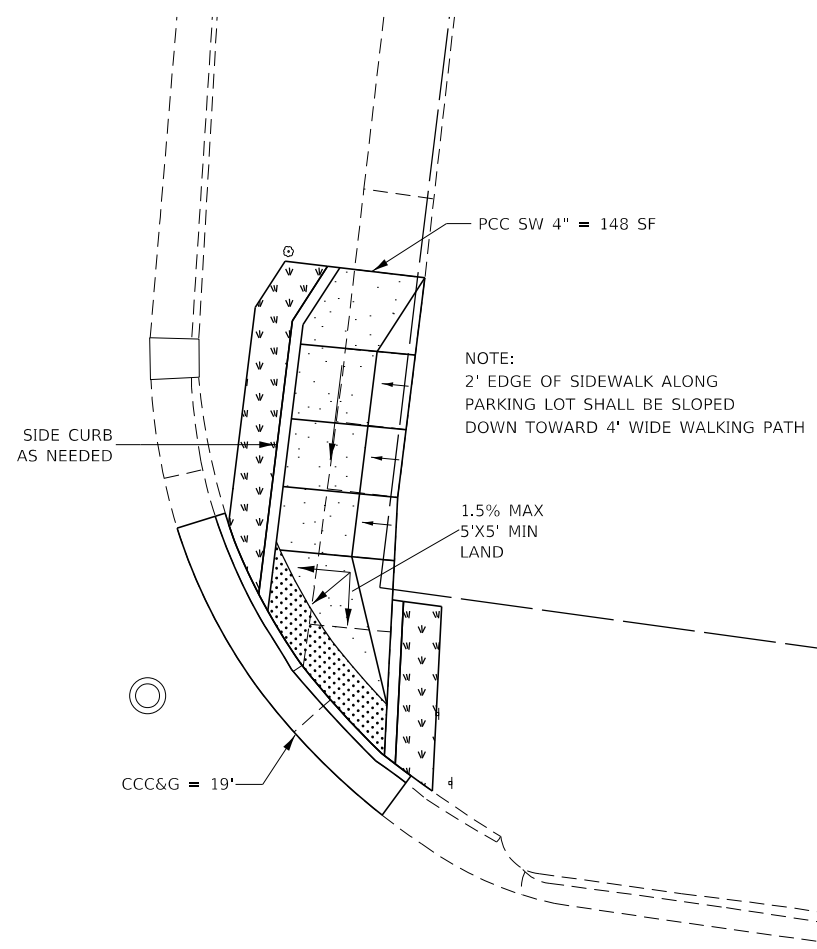 PCC SW 4" = 148 SF
NOTE:
2' EDGE OF SIDEWALK ALONG
PARKING LOT SHALL BE SLOPED
DOWN TOWARD 4' WIDE WALKING PATH
SIDE CURB
AS NEEDED
1.5% MAX
5'X5' MIN
LAND
CCC&G = 19'